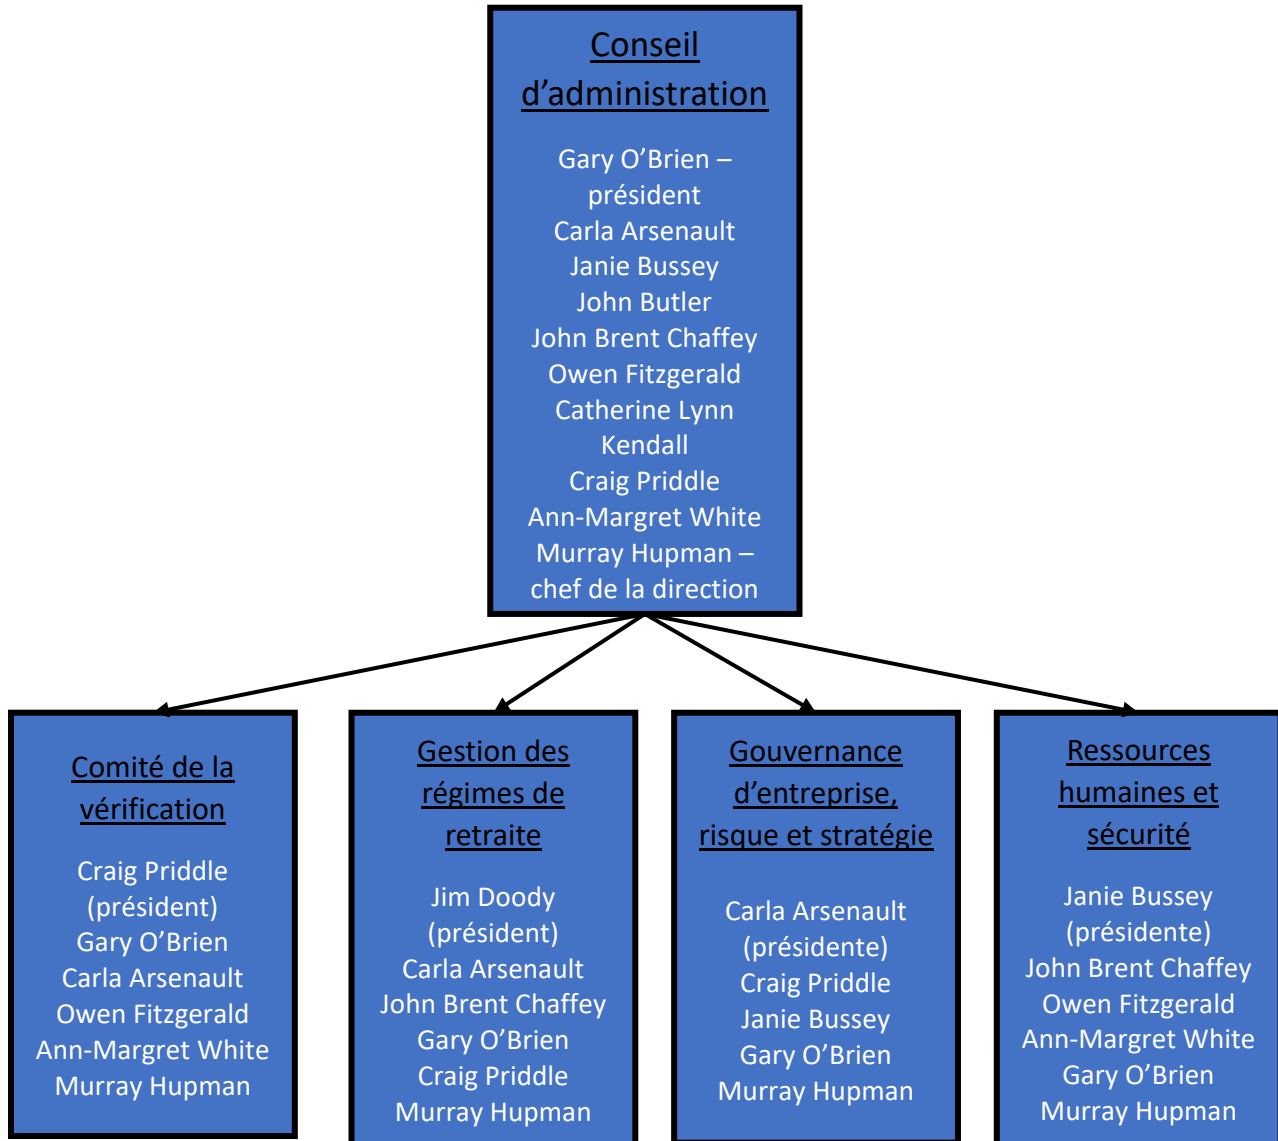 Conseil
d’administration
Gary O’Brien –
président
Carla Arsenault
Janie Bussey
John Butler
John Brent Chaffey
Owen Fitzgerald
Catherine Lynn
Kendall
Craig Priddle
Ann-Margret White
Murray Hupman –
chef de la direction
Comité de la
vérification
Craig Priddle
(président)
Gary O’Brien
Carla Arsenault
Owen Fitzgerald
Ann-Margret White
Murray Hupman
Gestion des
régimes de
retraite
Jim Doody
(président)
Carla Arsenault
John Brent Chaffey
Gary O’Brien
Craig Priddle
Murray Hupman
Gouvernance
d’entreprise,
risque et stratégie
Carla Arsenault
(présidente)
Craig Priddle
Janie Bussey
Gary O’Brien
Murray Hupman
Ressources
humaines et
sécurité
Janie Bussey
(présidente)
John Brent Chaffey
Owen Fitzgerald
Ann-Margret White
Gary O’Brien
Murray Hupman